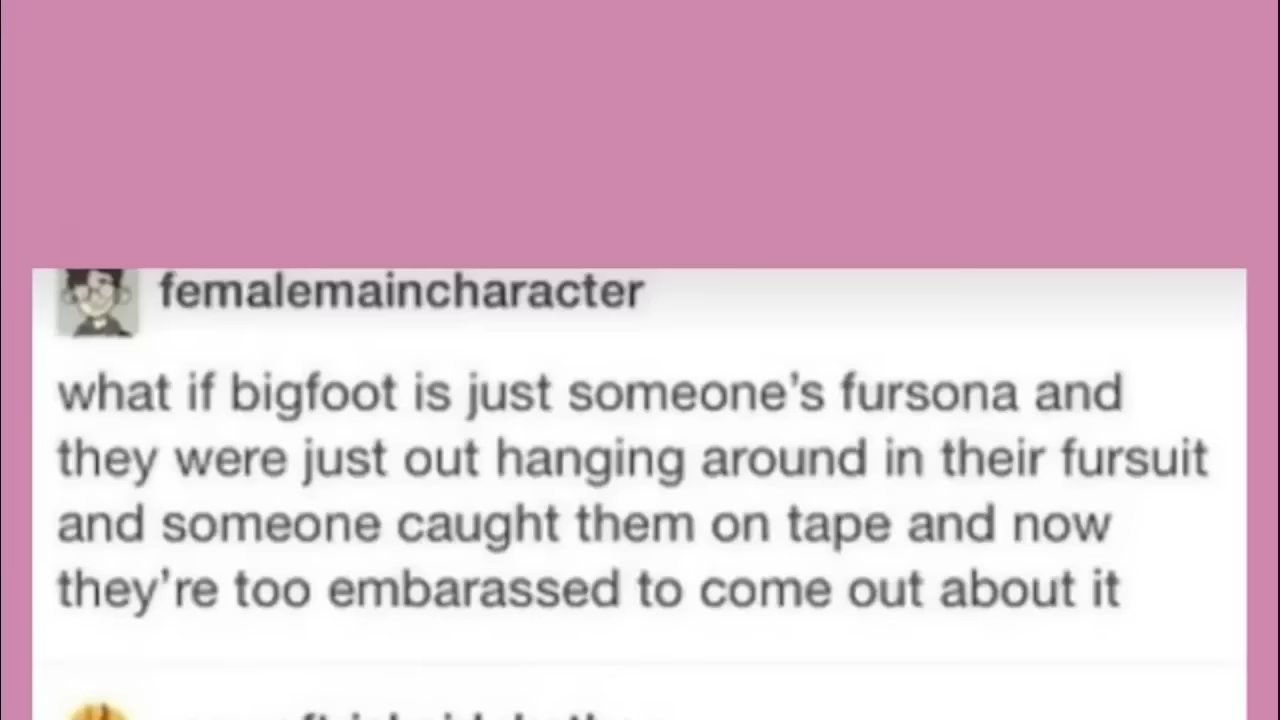 femalemaincharacter
what if bigfoot is just someone's fursona and
they were just out hanging around in their fursuit
and someone caught them on tape and now
they're too embarassed to come out about it